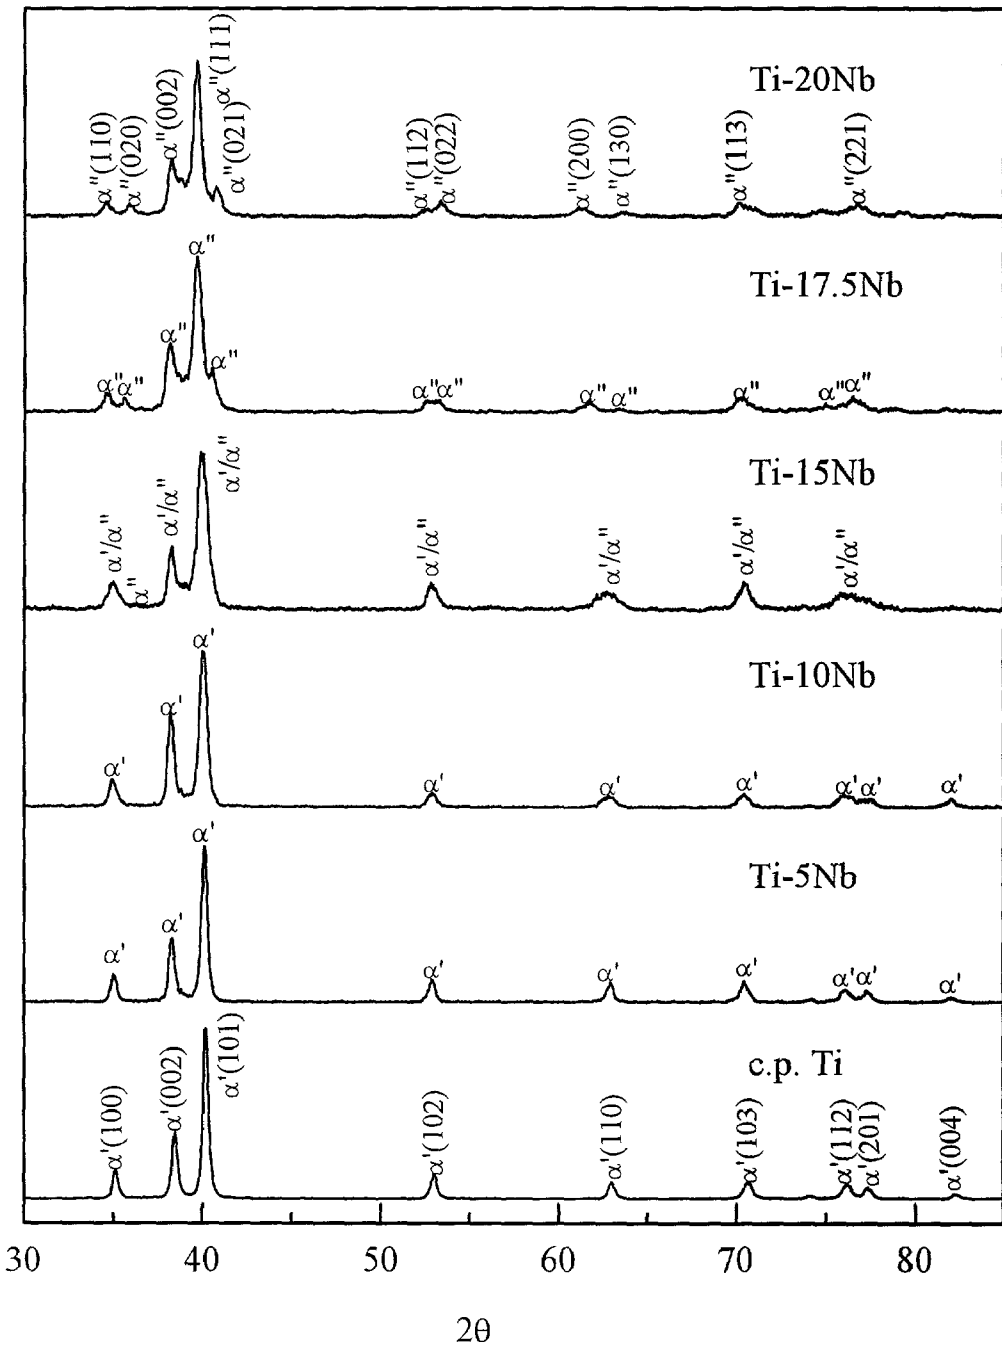 Ti-20Nb
α"(110)
α"(020)
α"(002)
α"(111)
α"(021)
α"(112)
α"(022)
α"(200)
α"(130)
α"(113)
α"(221)
Ti-17.5Nb
α"
α"
α"
α"
α"
α"
α"
α"
α"
α"
α"
α"
Ti-15Nb
α'/α"
α"
α'/α"
α'/α"
α'/α"
α'/α"
α'/α"
α'/α"
Ti-10Nb
α'
α'
α'
α'
α'
α'
α'
α'
α'
Ti-5Nb
α'
α'
α'
α'
α'
α'
α'
α'
α'
c.p. Ti
α'(100)
α'(002)
α'(101)
α'(102)
α'(110)
α'(103)
α'(112)
α'(201)
α'(004)
30 40 50 60 70 80
2θ